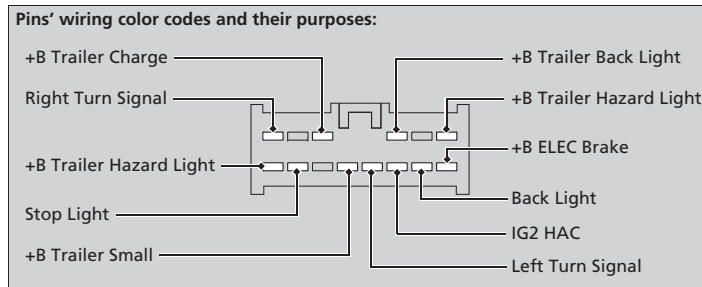 Pins' wiring color codes and their purposes:
+B Trailer Charge
+B Trailer Back Light
Right Turn Signal
+B Trailer Hazard Light
+B ELEC Brake
+B Trailer Hazard Light
Back Light
Stop Light
IG2 HAC
+B Trailer Small
Left Turn Signal